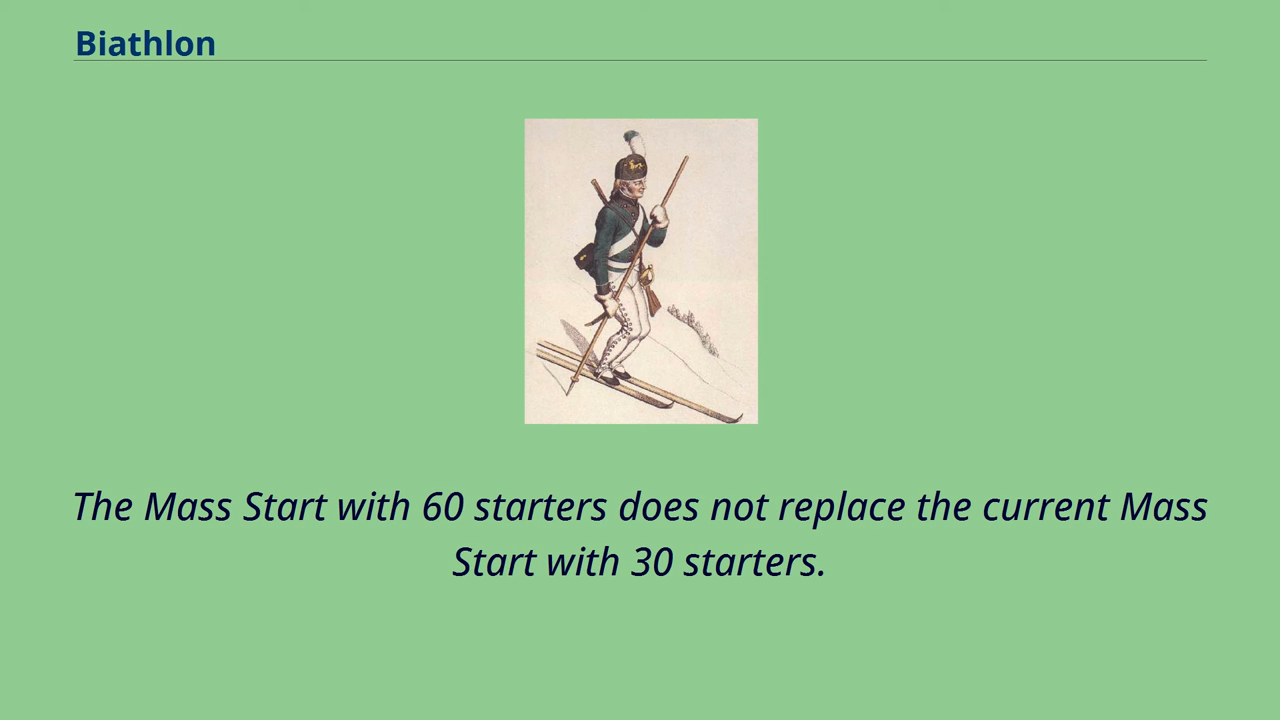 Biathlon
The Mass Start with 60 starters does not replace the current Mass
Start with 30 starters.